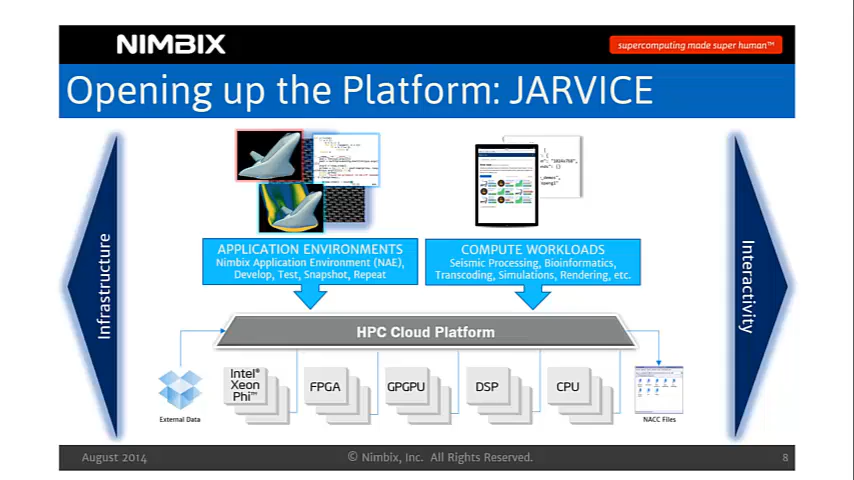 NIMBIX
supercomputing made super human™
Opening up the Platform: JARVICE
Infrastructure
Interactivity
APPLICATION ENVIRONMENTS
Nimbix Application Environment (NAE),
Develop, Test, Snapshot, Repeat
COMPUTE WORKLOADS
Seismic Processing, Bioinformatics,
Transcoding, Simulations, Rendering, etc.
HPC Cloud Platform
External Data
Intel®
Xeon
Phi™
FPGA
GPGPU
DSP
CPU
NACC Files
August 2014
© Nimbix, Inc. All Rights Reserved.
8